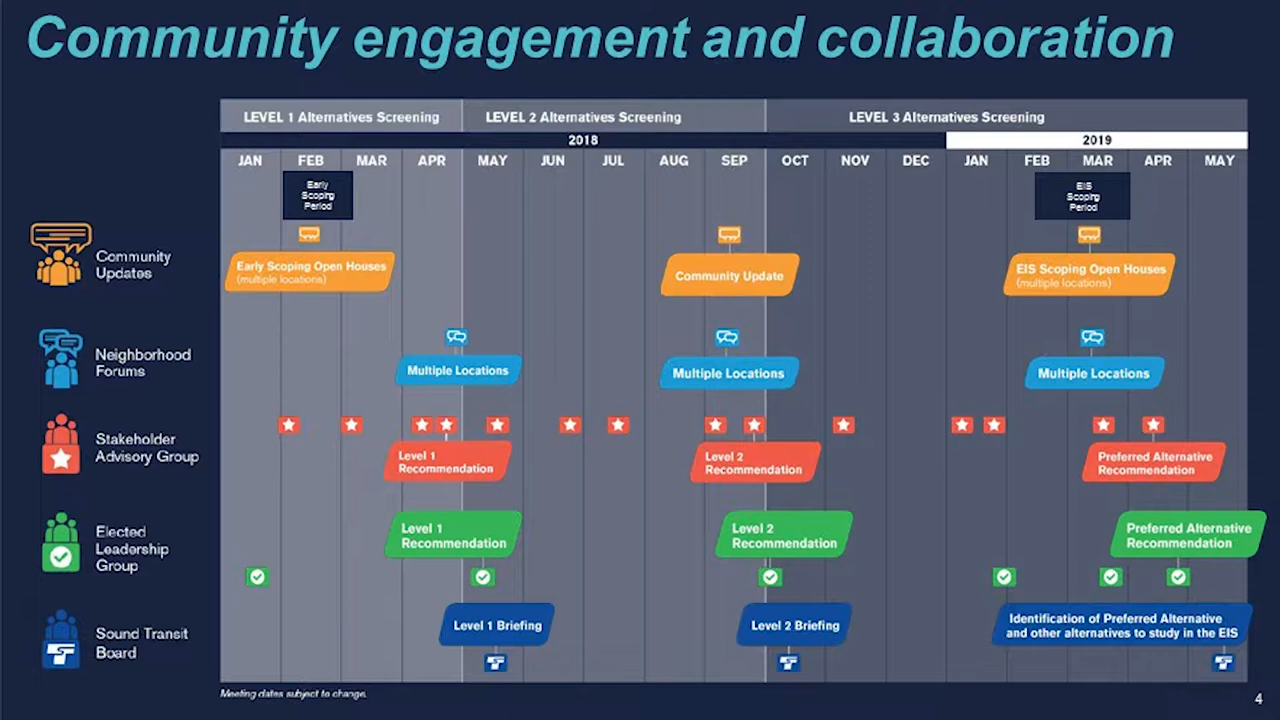 Community engagement and collaboration
LEVEL 1 Alternatives Screening
LEVEL 2 Alternatives Screening
LEVEL 3 Alternatives Screening
2018
2019
JAN FEB MAR APR MAY JUN JUL AUG SEP OCT NOV DEC JAN FEB MAR APR MAY
Early
Scoping
Period
EIS
Scoping
Period
Community
Updates
Early Scoping Open Houses
(multiple locations)
Community Update
EIS Scoping Open Houses
(multiple locations)
Neighborhood
Forums
Multiple Locations
Multiple Locations
Multiple Locations
Stakeholder
Advisory Group
Level 1
Recommendation
Level 2
Recommendation
Preferred Alternative
Recommendation
Elected
Leadership
Group
Level 1
Recommendation
Level 2
Recommendation
Preferred Alternative
Recommendation
Sound Transit
Board
Level 1 Briefing
Level 2 Briefing
Identification of Preferred Alternative
and other alternatives to study in the EIS
Meeting dates subject to change.
4